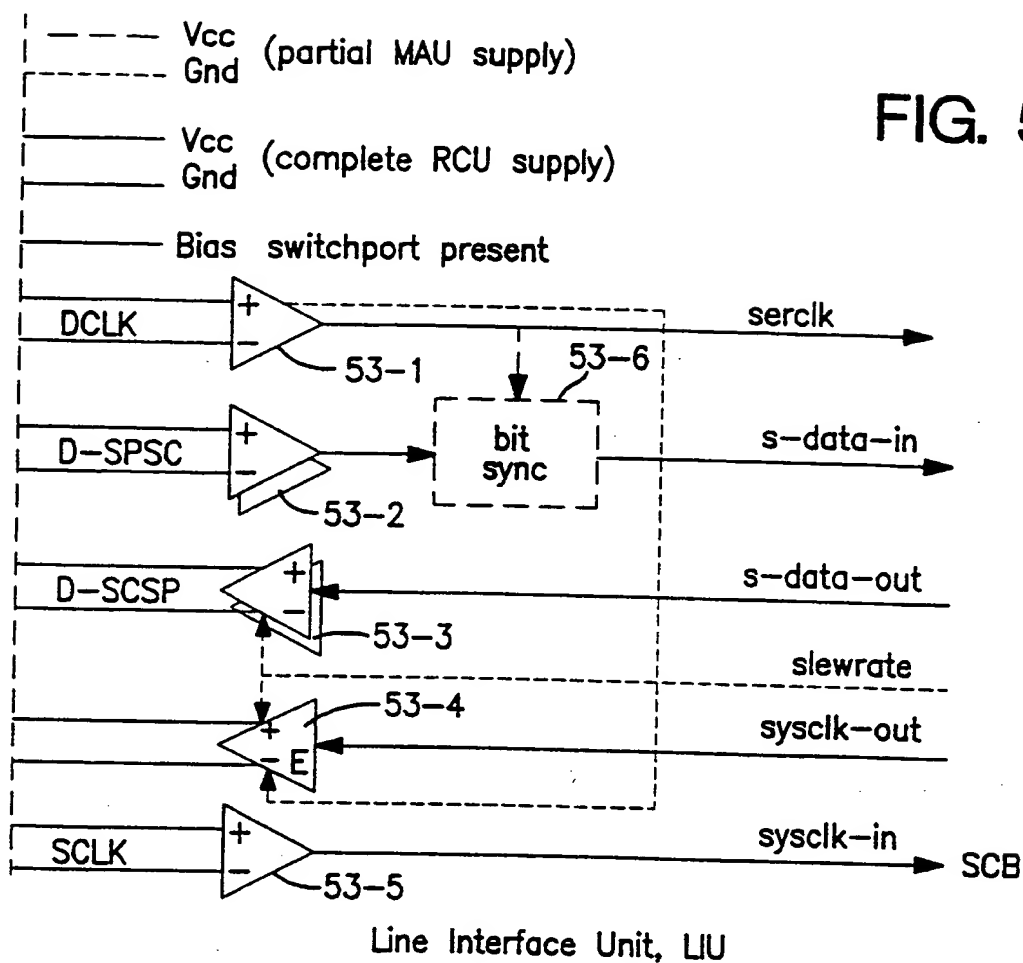 Vcc
(partial MAU supply)
Gnd
FIG. 5
Vcc
(complete RCU supply)
Gnd
Bias switchport present
+
DCLK
-
serclk
53-1
53-6
+
D-SPSC
-
bit
sync
s-data-in
53-2
+
D-SCSP
-
s-data-out
53-3
slewrate
53-4
+
-
E
sysclk-out
+
SCLK
-
sysclk-in
SCB
53-5
Line Interface Unit, LIU